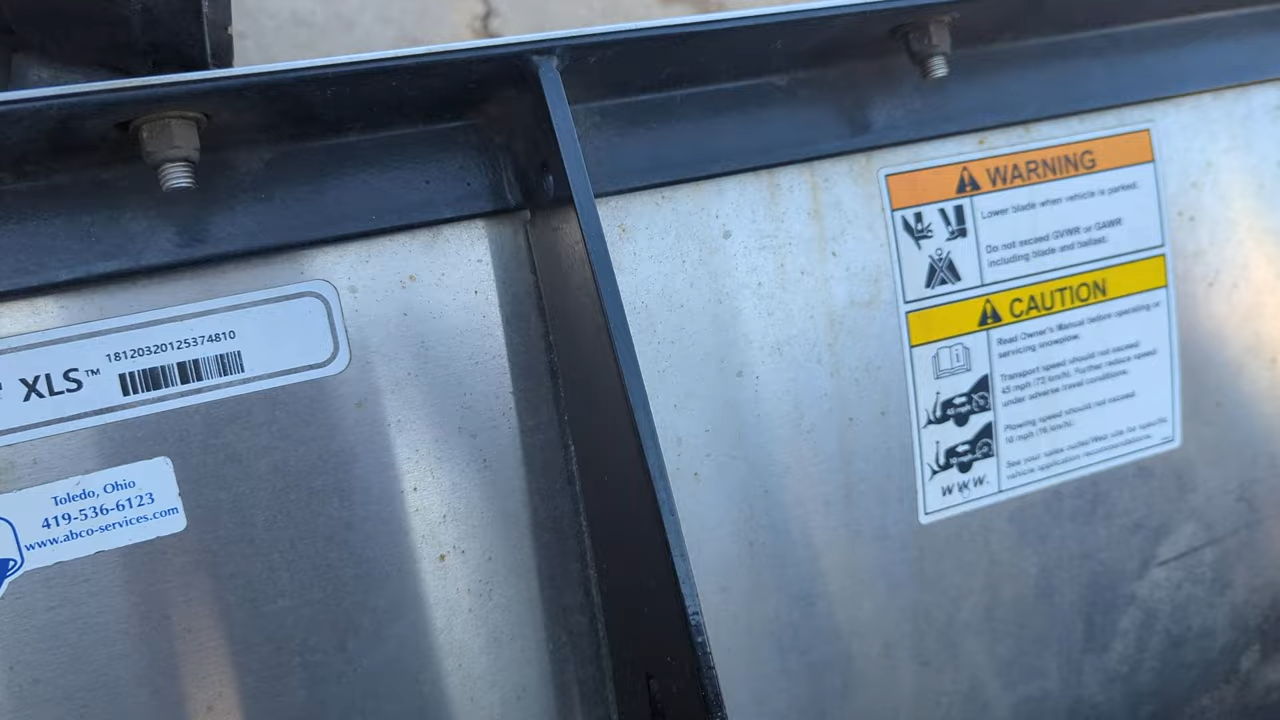 XLS™
18120320125374810
Toledo, Ohio
419-536-6123
www.abco-services.com
WARNING
Lower blade when vehicle is parked.
Do not exceed GVWR or GAWR
including blade and ballast.
CAUTION
Read Owner's Manual before operating or
servicing snowplow.
Transport speed should not exceed
45 mph (72 km/h). Further reduce speed
under adverse travel conditions.
Plowing speed should not exceed
10 mph (16 km/h).
See your sales outlet/Web site for specific
vehicle application recommendations.
www.